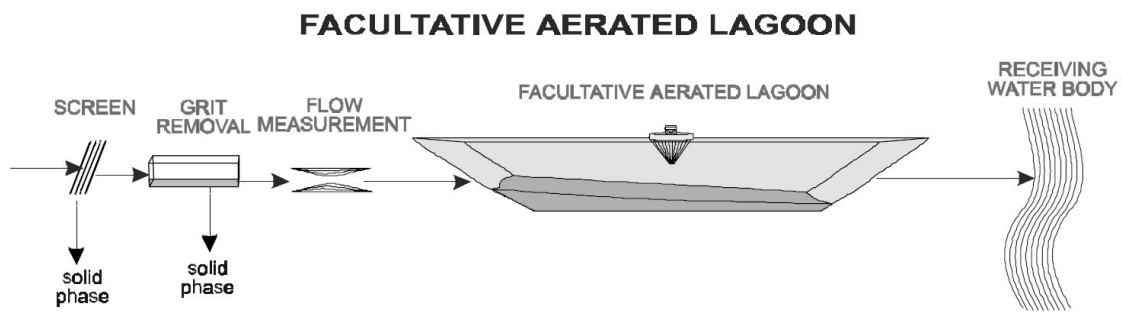 FACULTATIVE AERATED LAGOON
SCREEN
GRIT
REMOVAL
FLOW
MEASUREMENT
FACULTATIVE AERATED LAGOON
RECEIVING
WATER BODY
solid
phase
solid
phase